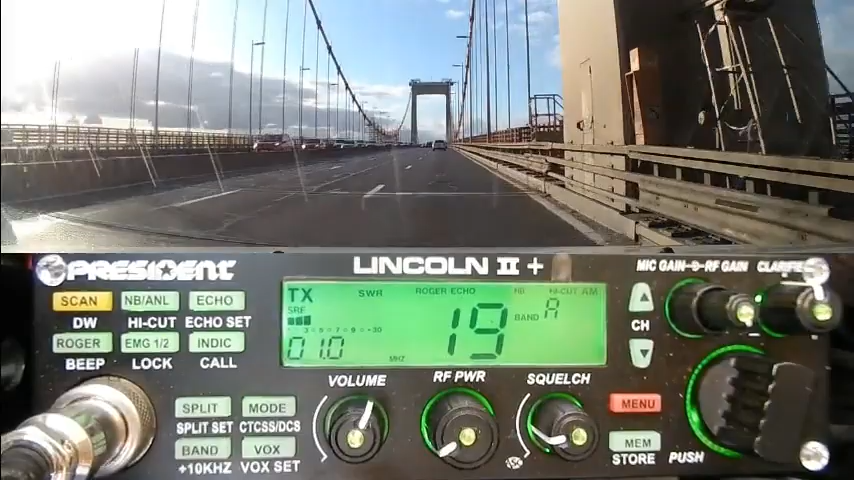 PRESIDENT
LINCOLN II +
MIC GAIN RF GAIN
CLARIFIER
SCAN NB/ANL ECHO
DW HI-CUT ECHO SET
ROGER EMG 1/2 INDIC
BEEP LOCK CALL
TX SWR ROGER ECHO HI-CUT AM
19 BAND A
01.0 MHZ
CH
VOLUME RF PWR SQUELCH
SPLIT MODE
SPLIT SET CTCSS/DCS
BAND VOX
+10KHZ VOX SET
MENU
MEM
STORE PUSH